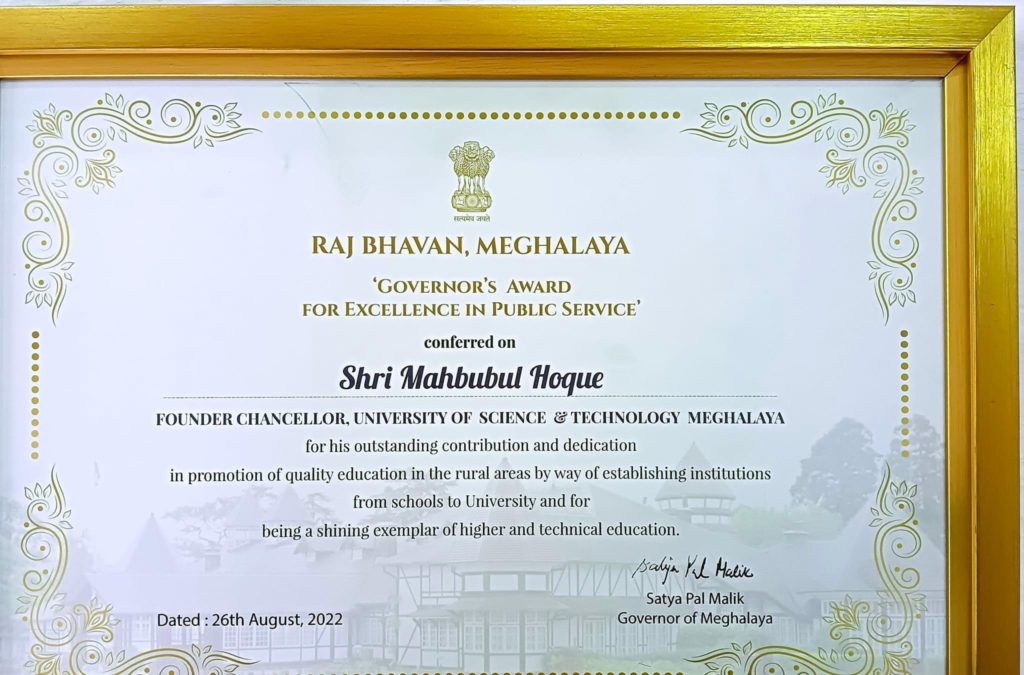 सत्यमेव जयते
RAJ BHAVAN, MEGHALAYA
‘GOVERNOR’S AWARD
FOR EXCELLENCE IN PUBLIC SERVICE’
conferred on
Shri Mahbubul Hoque
FOUNDER CHANCELLOR, UNIVERSITY OF SCIENCE & TECHNOLOGY MEGHALAYA
for his outstanding contribution and dedication
in promotion of quality education in the rural areas by way of establishing institutions
from schools to University and for
being a shining exemplar of higher and technical education.
Satya Pal Malik
Satya Pal Malik
Dated : 26th August, 2022 Governor of Meghalaya